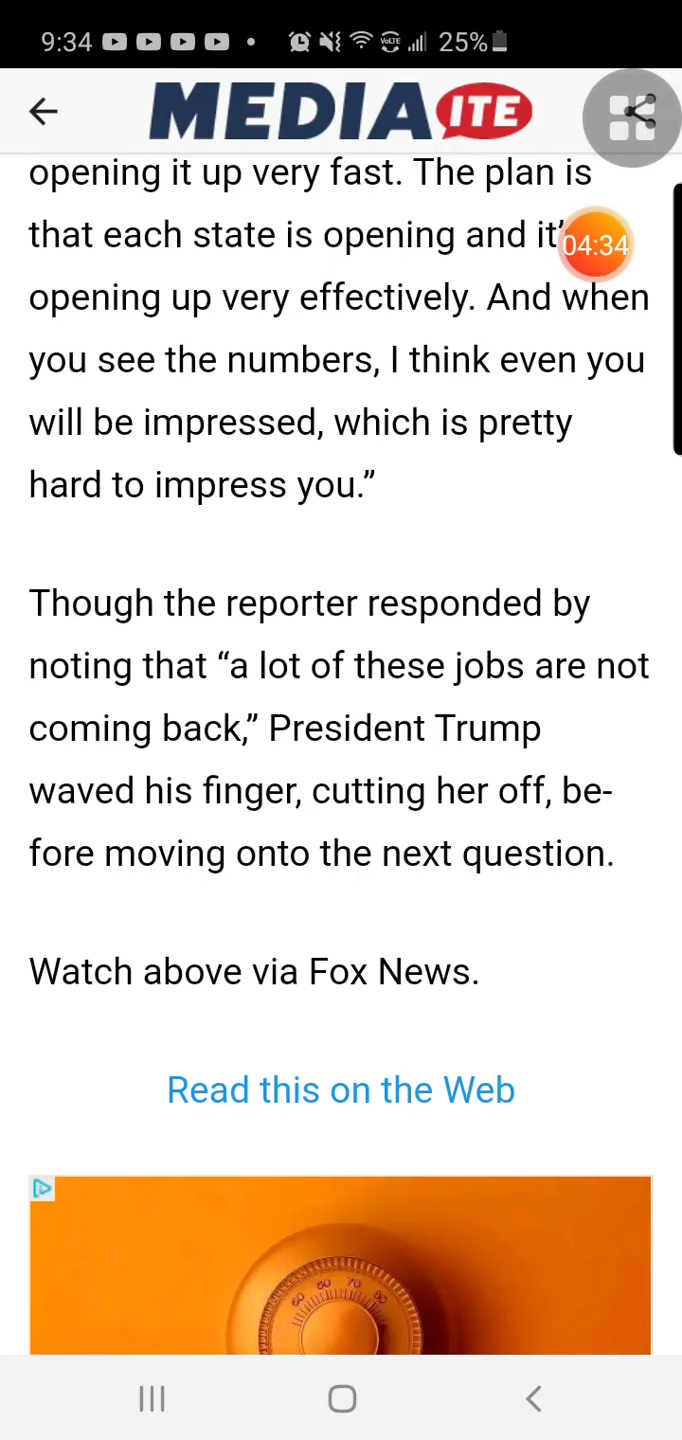 9:34 25%
MEDIAITE
opening it up very fast. The plan is
04:34
that each state is opening and it'
opening up very effectively. And when
you see the numbers, I think even you
will be impressed, which is pretty
hard to impress you.”
Though the reporter responded by
noting that “a lot of these jobs are not
coming back,” President Trump
waved his finger, cutting her off, be-
fore moving onto the next question.
Watch above via Fox News.
Read this on the Web
60 70